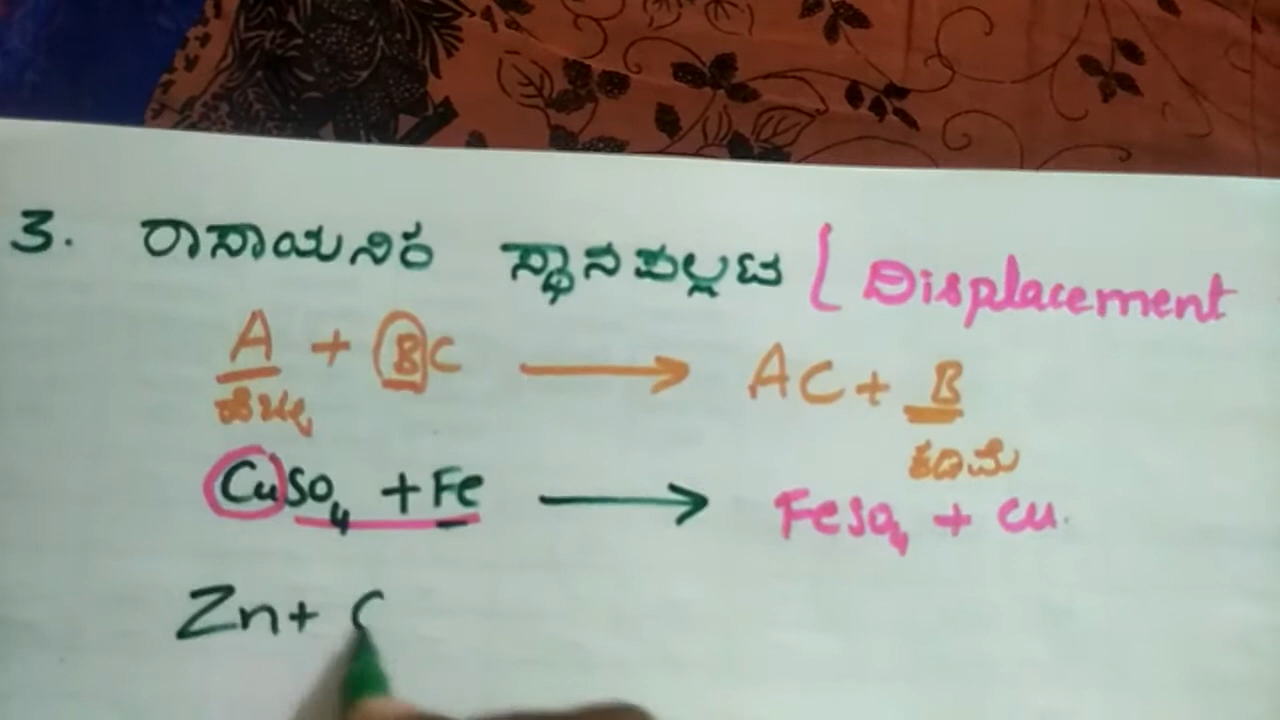 3. ರಾಸಾಯನಿಕ ಸ್ಥಾನಪಲ್ಲಟ ( Displacement
A + BC → AC + B
ಹೆಚ್ಚು
ಕಡಿಮೆ
CuSO4 + Fe → FeSO4 + Cu.
Zn + C